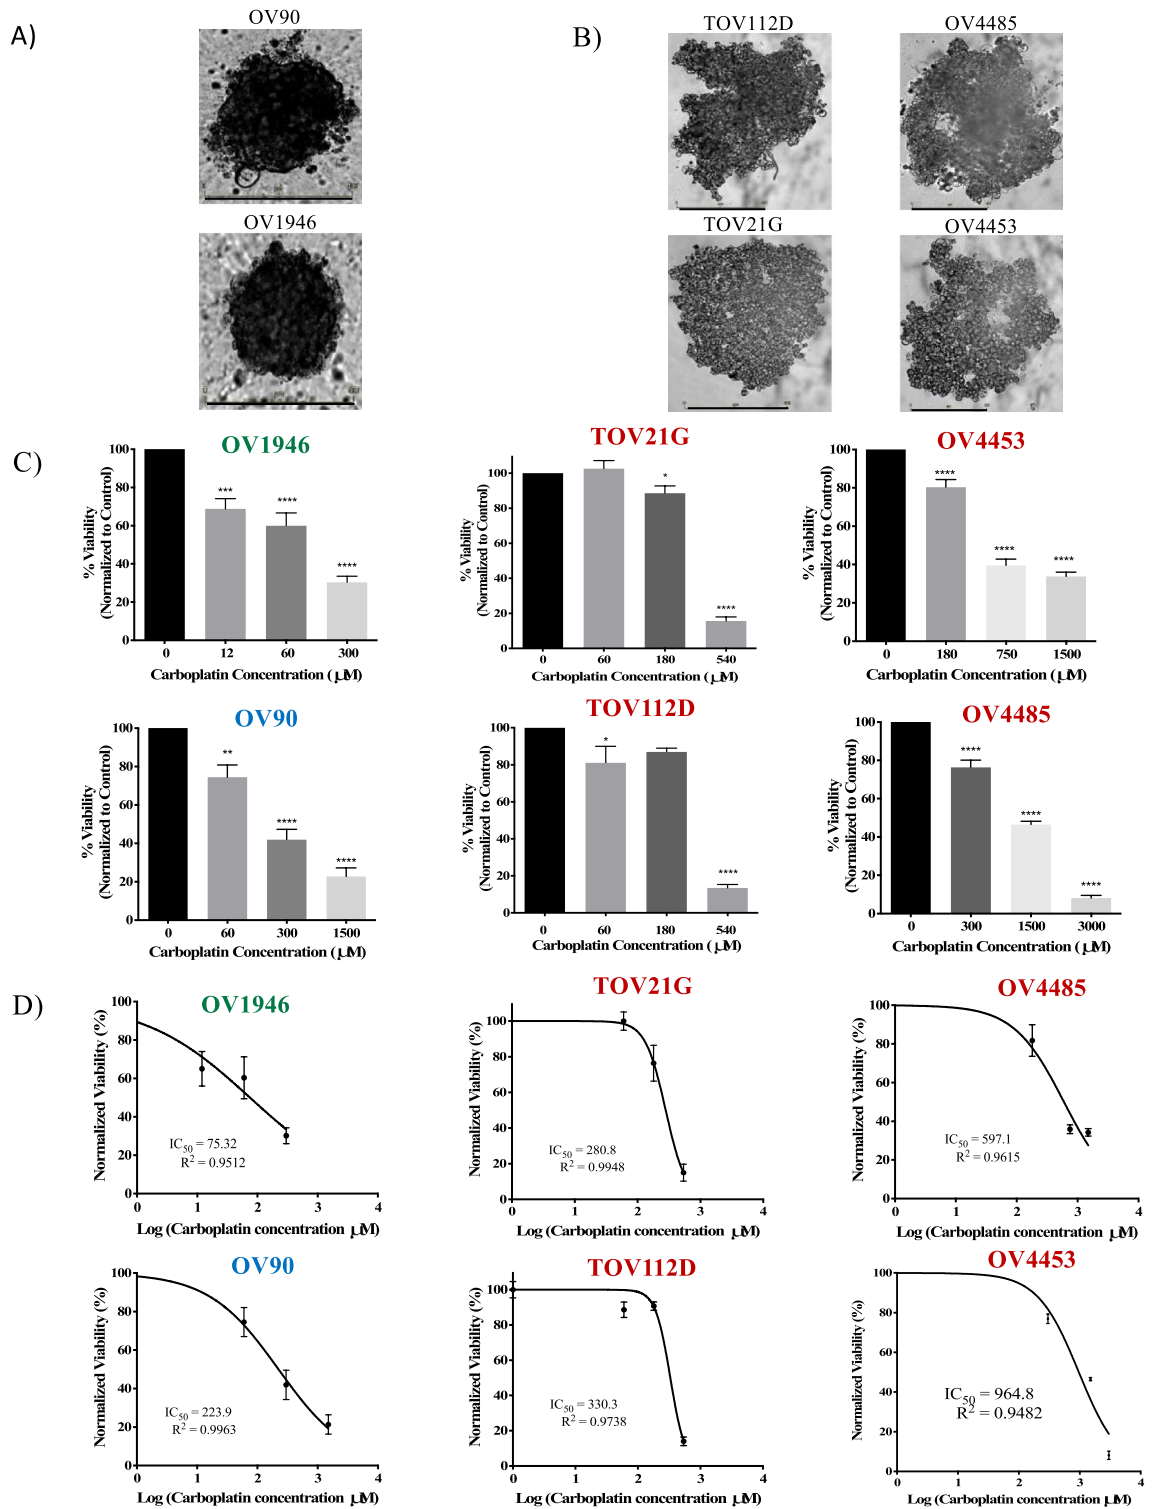 A)
OV90
OV1946
B)
TOV112D
OV4485
TOV21G
OV4453
C)
OV1946
% Viability
(Normalized to Control)
100
80
60
40
20
0
***
****
****
0 12 60 300
Carboplatin Concentration (µM)
TOV21G
% Viability
(Normalized to Control)
100
80
60
40
20
0
*
****
0 60 180 540
Carboplatin Concentration (µM)
OV4453
% Viability
(Normalized to Control)
100
80
60
40
20
0
****
****
****
0 180 750 1500
Carboplatin Concentration (µM)
OV90
% Viability
(Normalized to Control)
100
80
60
40
20
0
**
****
****
0 60 300 1500
Carboplatin Concentration (µM)
TOV112D
% Viability
(Normalized to Control)
100
80
60
40
20
0
*
****
0 60 180 540
Carboplatin Concentration (µM)
OV4485
% Viability
(Normalized to Control)
100
80
60
40
20
0
****
****
****
0 300 1500 3000
Carboplatin Concentration (µM)
D)
OV1946
Normalized Viability (%)
100
80
60
40
20
0
IC50 = 75.32
R² = 0.9512
0 1 2 3 4
Log (Carboplatin concentration µM)
TOV21G
Normalized Viability (%)
100
80
60
40
20
0
IC50 = 280.8
R² = 0.9948
0 1 2 3 4
Log (Carboplatin concentration µM)
OV4485
Normalized Viability (%)
100
80
60
40
20
0
IC50 = 597.1
R² = 0.9615
0 1 2 3 4
Log (Carboplatin concentration µM)
OV90
Normalized Viability (%)
100
80
60
40
20
0
IC50 = 223.9
R² = 0.9963
0 1 2 3 4
Log (Carboplatin concentration µM)
TOV112D
Normalized Viability (%)
100
80
60
40
20
0
IC50 = 330.3
R² = 0.9738
0 1 2 3 4
Log (Carboplatin concentration µM)
OV4453
Normalized Viability (%)
100
80
60
40
20
0
IC50 = 964.8
R² = 0.9482
0 1 2 3 4
Log (Carboplatin concentration µM)